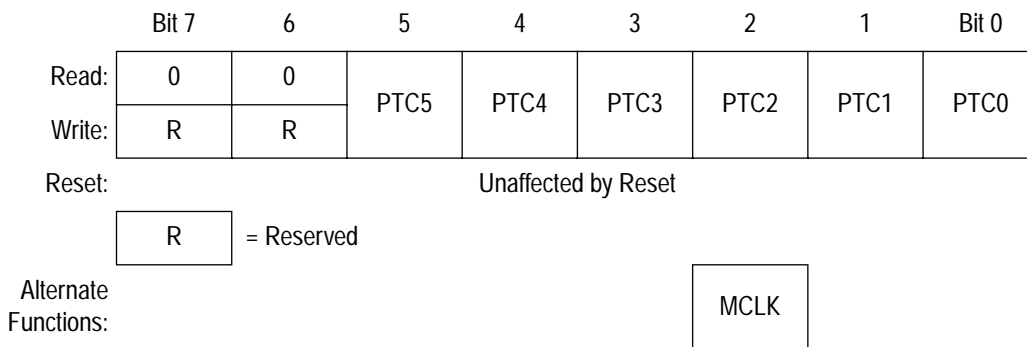 Bit 7 6 5 4 3 2 1 Bit 0
Read: 0 0 PTC5 PTC4 PTC3 PTC2 PTC1 PTC0
Write: R R
Reset: Unaffected by Reset
R = Reserved
Alternate
Functions: MCLK